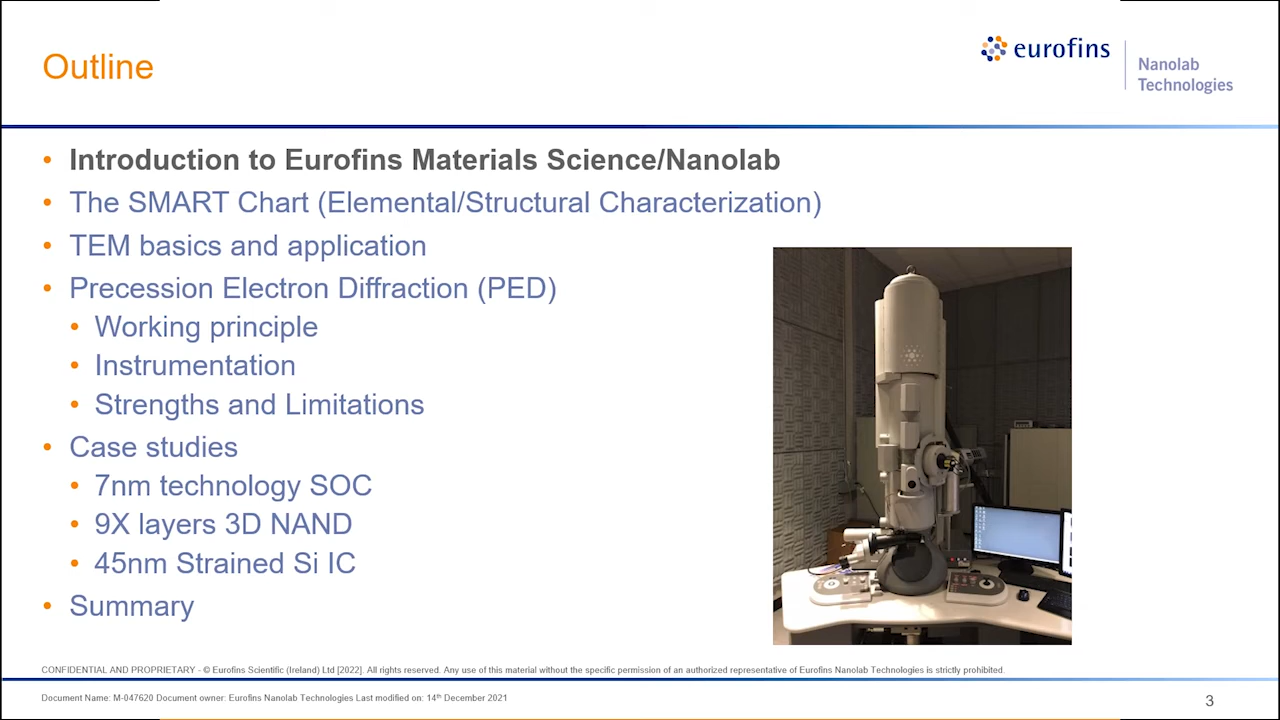 Outline
eurofins
Nanolab
Technologies
• Introduction to Eurofins Materials Science/Nanolab
• The SMART Chart (Elemental/Structural Characterization)
• TEM basics and application
• Precession Electron Diffraction (PED)
• Working principle
• Instrumentation
• Strengths and Limitations
• Case studies
• 7nm technology SOC
• 9X layers 3D NAND
• 45nm Strained Si IC
• Summary
CONFIDENTIAL AND PROPRIETARY - © Eurofins Scientific (Ireland) Ltd [2022]. All rights reserved. Any use of this material without the specific permission of an authorized representative of Eurofins Nanolab Technologies is strictly prohibited.
Document Name: M-047620 Document owner: Eurofins Nanolab Technologies Last modified on: 14th December 2021
3